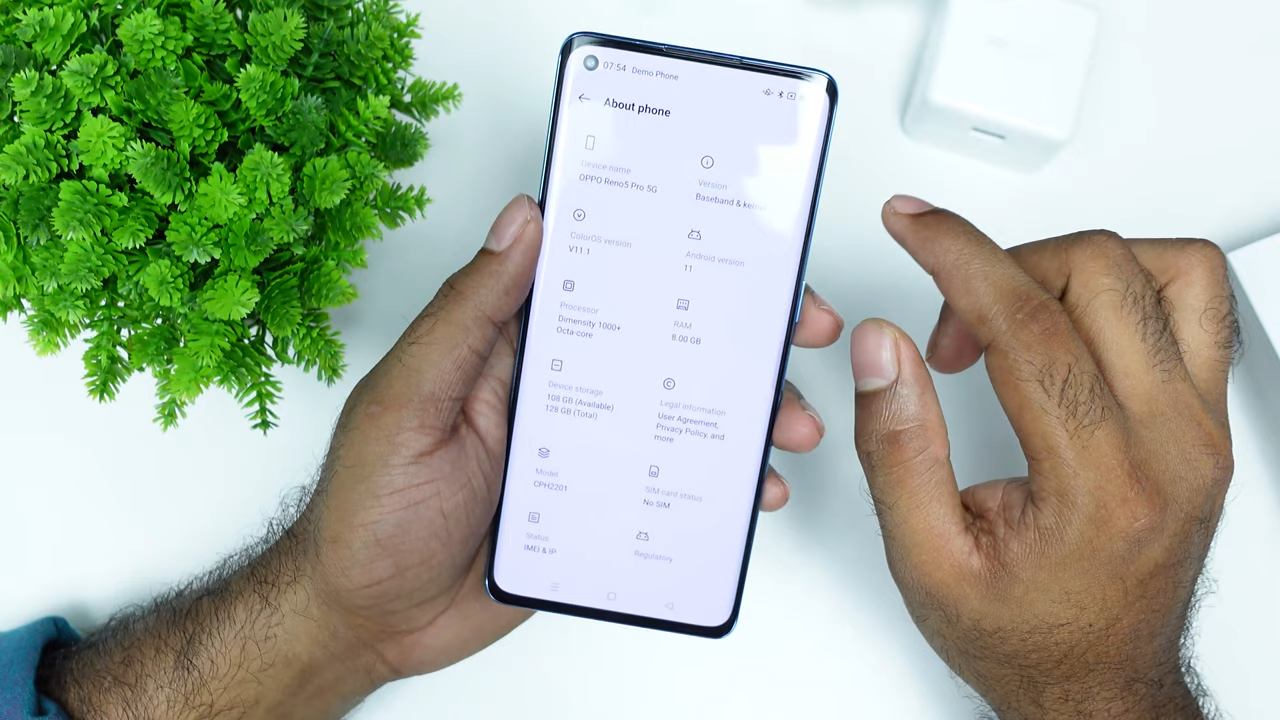 07:54 Demo Phone
About phone
Device name
OPPO Reno5 Pro 5G
Version
Baseband & kernel
ColorOS version
V11.1
Android version
11
Processor
Dimensity 1000+
Octa-core
RAM
8.00 GB
Device storage
108 GB (Available)
128 GB (Total)
Legal information
User Agreement,
Privacy Policy, and
more
Model
CPH2201
SIM card status
No SIM
Status
IMEI & IP
Regulatory